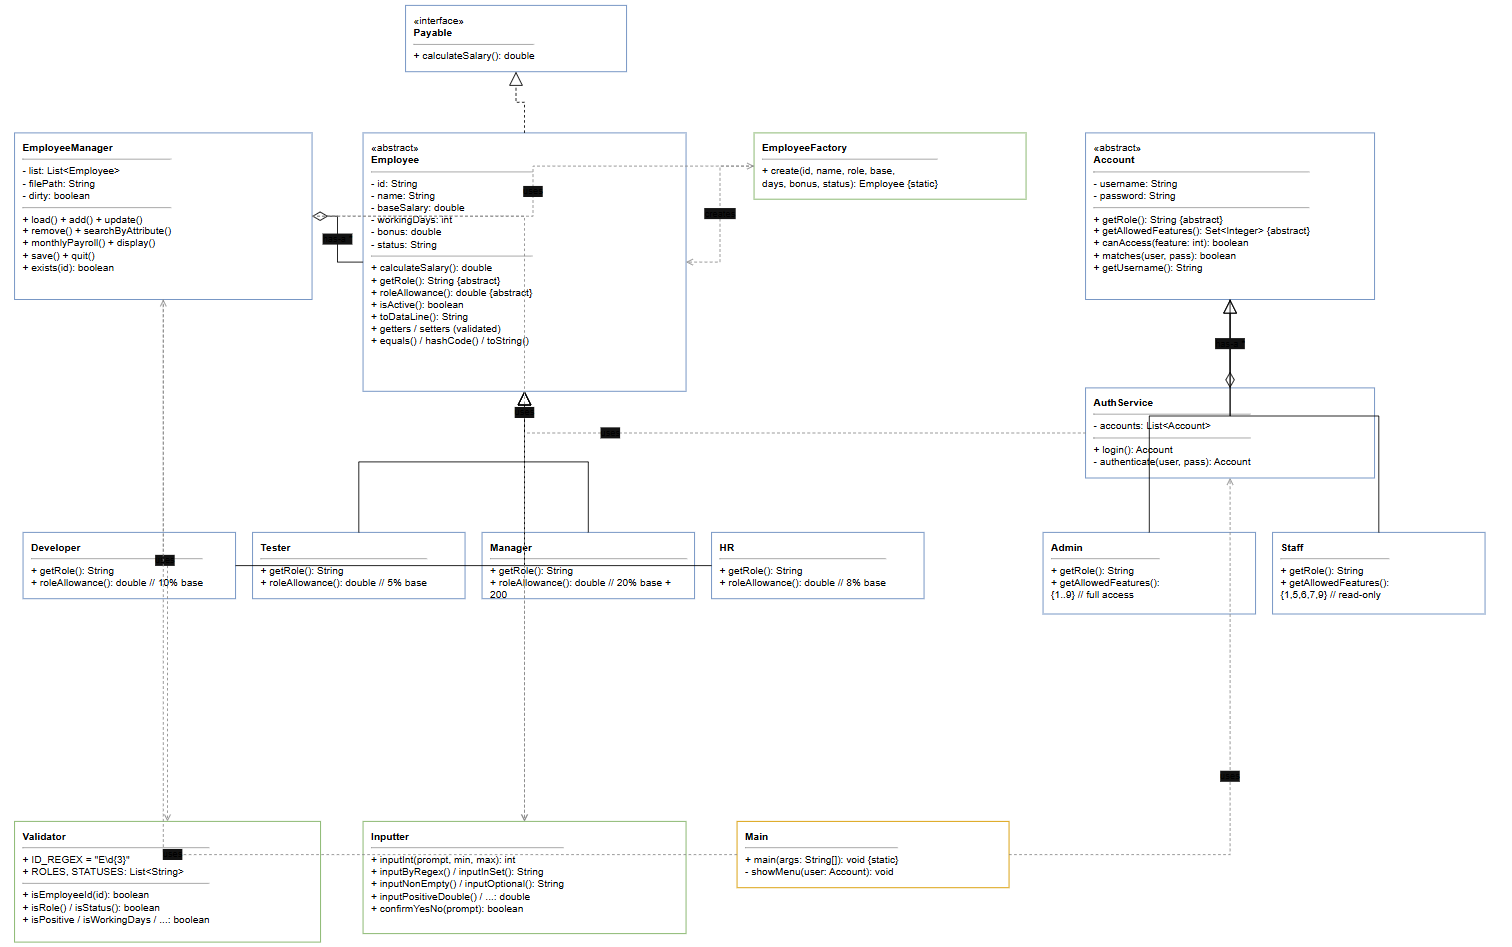 «interface»
Payable
+ calculateSalary(): double
EmployeeManager
- list: List<Employee>
- filePath: String
- dirty: boolean
+ load() + add() + update()
+ remove() + searchByAttribute()
+ monthlyPayroll() + display()
+ save() + quit()
+ exists(id): boolean
«abstract»
Employee
- id: String
- name: String
- baseSalary: double
- workingDays: int
- bonus: double
- status: String
+ calculateSalary(): double
+ getRole(): String {abstract}
+ roleAllowance(): double {abstract}
+ isActive(): boolean
+ toDataLine(): String
+ getters / setters (validated)
+ equals() / hashCode() / toString()
EmployeeFactory
+ create(id, name, role, base,
days, bonus, status): Employee {static}
«abstract»
Account
- username: String
- password: String
+ getRole(): String {abstract}
+ getAllowedFeatures(): Set<Integer> {abstract}
+ canAccess(feature: int): boolean
+ matches(user, pass): boolean
+ getUsername(): String
AuthService
- accounts: List<Account>
+ login(): Account
- authenticate(user, pass): Account
Developer
+ getRole(): String
+ roleAllowance(): double // 10% base
Tester
+ getRole(): String
+ roleAllowance(): double // 5% base
Manager
+ getRole(): String
+ roleAllowance(): double // 20% base +
200
HR
+ getRole(): String
+ roleAllowance(): double // 8% base
Admin
+ getRole(): String
+ getAllowedFeatures():
{1..9} // full access
Staff
+ getRole(): String
+ getAllowedFeatures():
{1,5,6,7,9} // read-only
Validator
+ ID_REGEX = "E\d{3}"
+ ROLES, STATUSES: List<String>
+ isEmployeeId(id): boolean
+ isRole() / isStatus(): boolean
+ isPositive / isWorkingDays / ...: boolean
Inputter
+ inputInt(prompt, min, max): int
+ inputByRegex() / inputInSet(): String
+ inputNonEmpty() / inputOptional(): String
+ inputPositiveDouble() / ...: double
+ confirmYesNo(prompt): boolean
Main
+ main(args: String[]): void {static}
- showMenu(user: Account): void